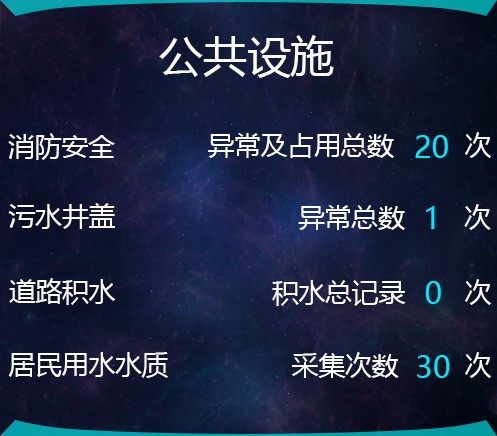 公共设施
消防安全 异常及占用总数 20 次
污水井盖 异常总数 1 次
道路积水 积水总记录 0 次
居民用水水质 采集次数 30 次